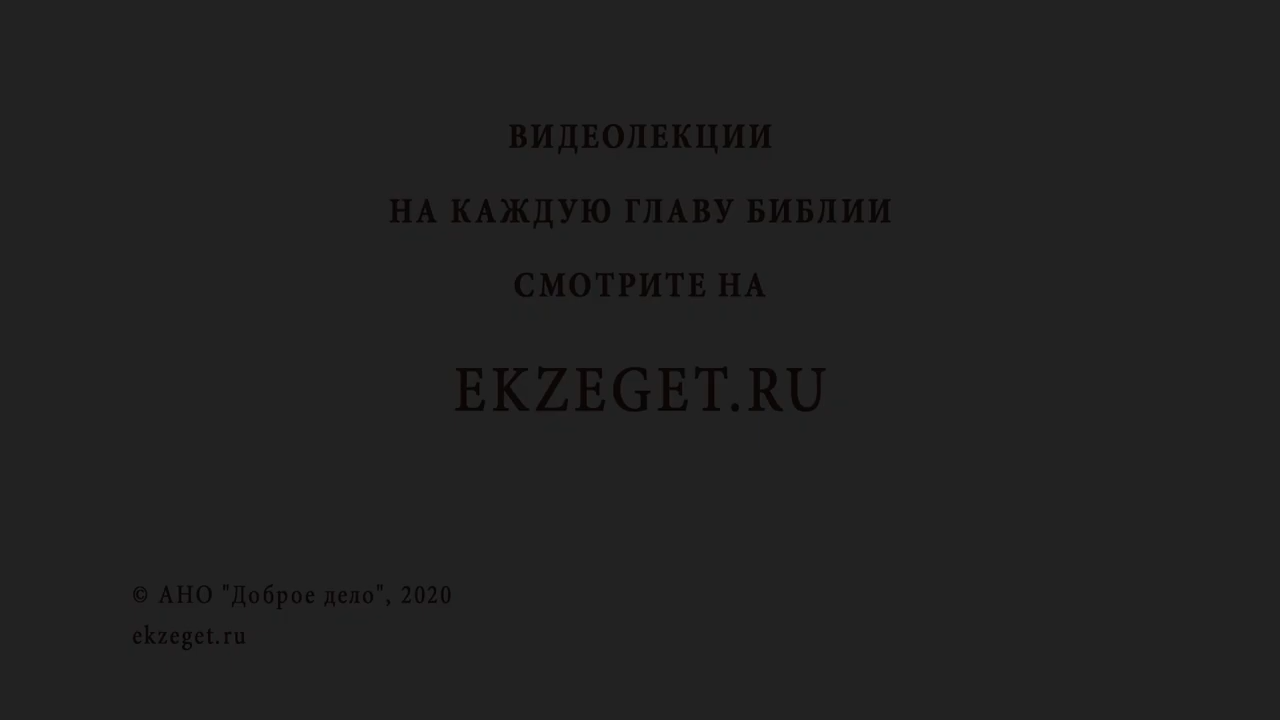 ВИДЕОЛЕКЦИИ
НА КАЖДУЮ ГЛАВУ БИБЛИИ
СМОТРИТЕ НА
EKZEGET.RU
© АНО "Доброе дело", 2020
ekzeget.ru